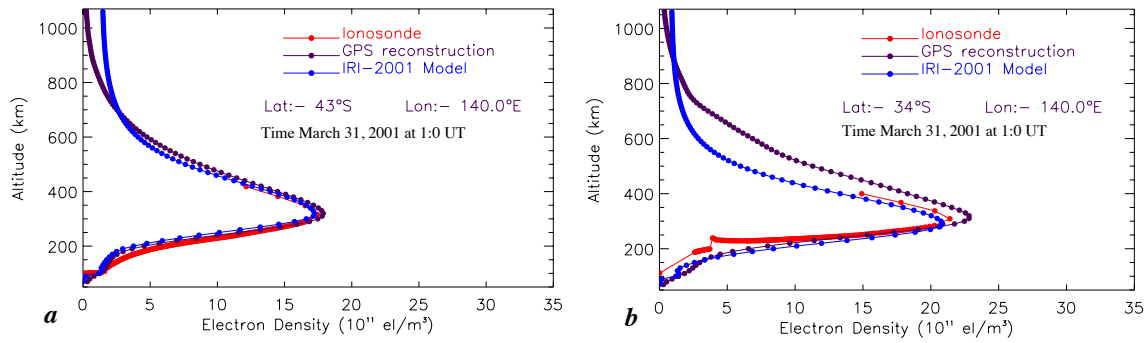 1000
800
600
400
200
Altitude (km)
Ionosonde
GPS reconstruction
IRI-2001 Model
Lat:- 43°S Lon:- 140.0°E
Time March 31, 2001 at 1:0 UT
0 5 10 15 20 25 30 35
Electron Density (10¹¹ el/m³)
a
1000
800
600
400
200
Altitude (km)
Ionosonde
GPS reconstruction
IRI-2001 Model
Lat:- 34°S Lon:- 140.0°E
Time March 31, 2001 at 1:0 UT
0 5 10 15 20 25 30 35
Electron Density (10¹¹ el/m³)
b